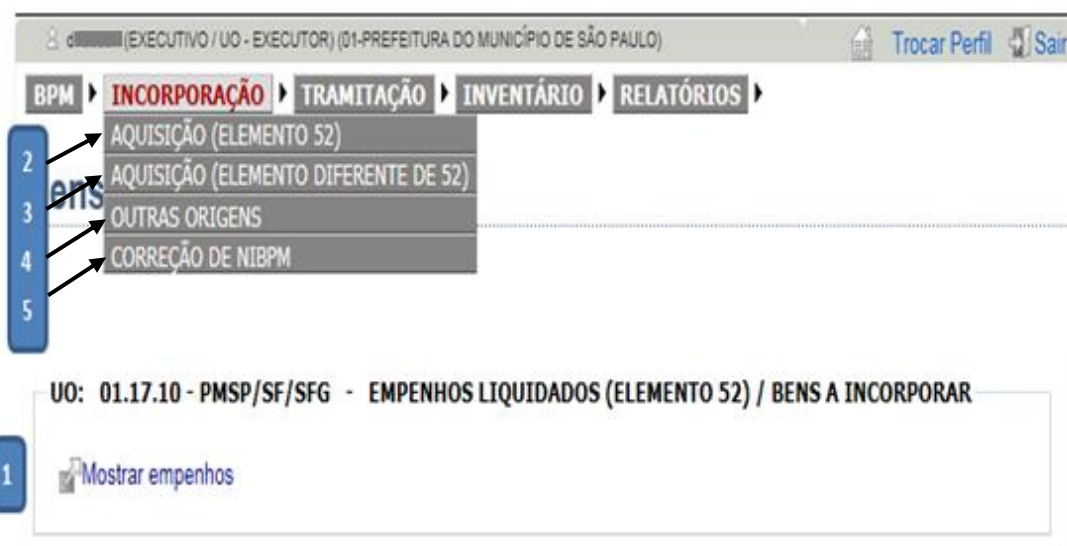 (EXECUTIVO / UO - EXECUTOR) (01-PREFEITURA DO MUNICÍPIO DE SÃO PAULO) Trocar Perfil Sair
BPM INCORPORAÇÃO TRAMITAÇÃO INVENTÁRIO RELATÓRIOS
2 AQUISIÇÃO (ELEMENTO 52)
3 AQUISIÇÃO (ELEMENTO DIFERENTE DE 52)
ens
4 OUTRAS ORIGENS
5 CORREÇÃO DE NIBPM
UO: 01.17.10 - PMSP/SF/SFG - EMPENHOS LIQUIDADOS (ELEMENTO 52) / BENS A INCORPORAR
1 Mostrar empenhos